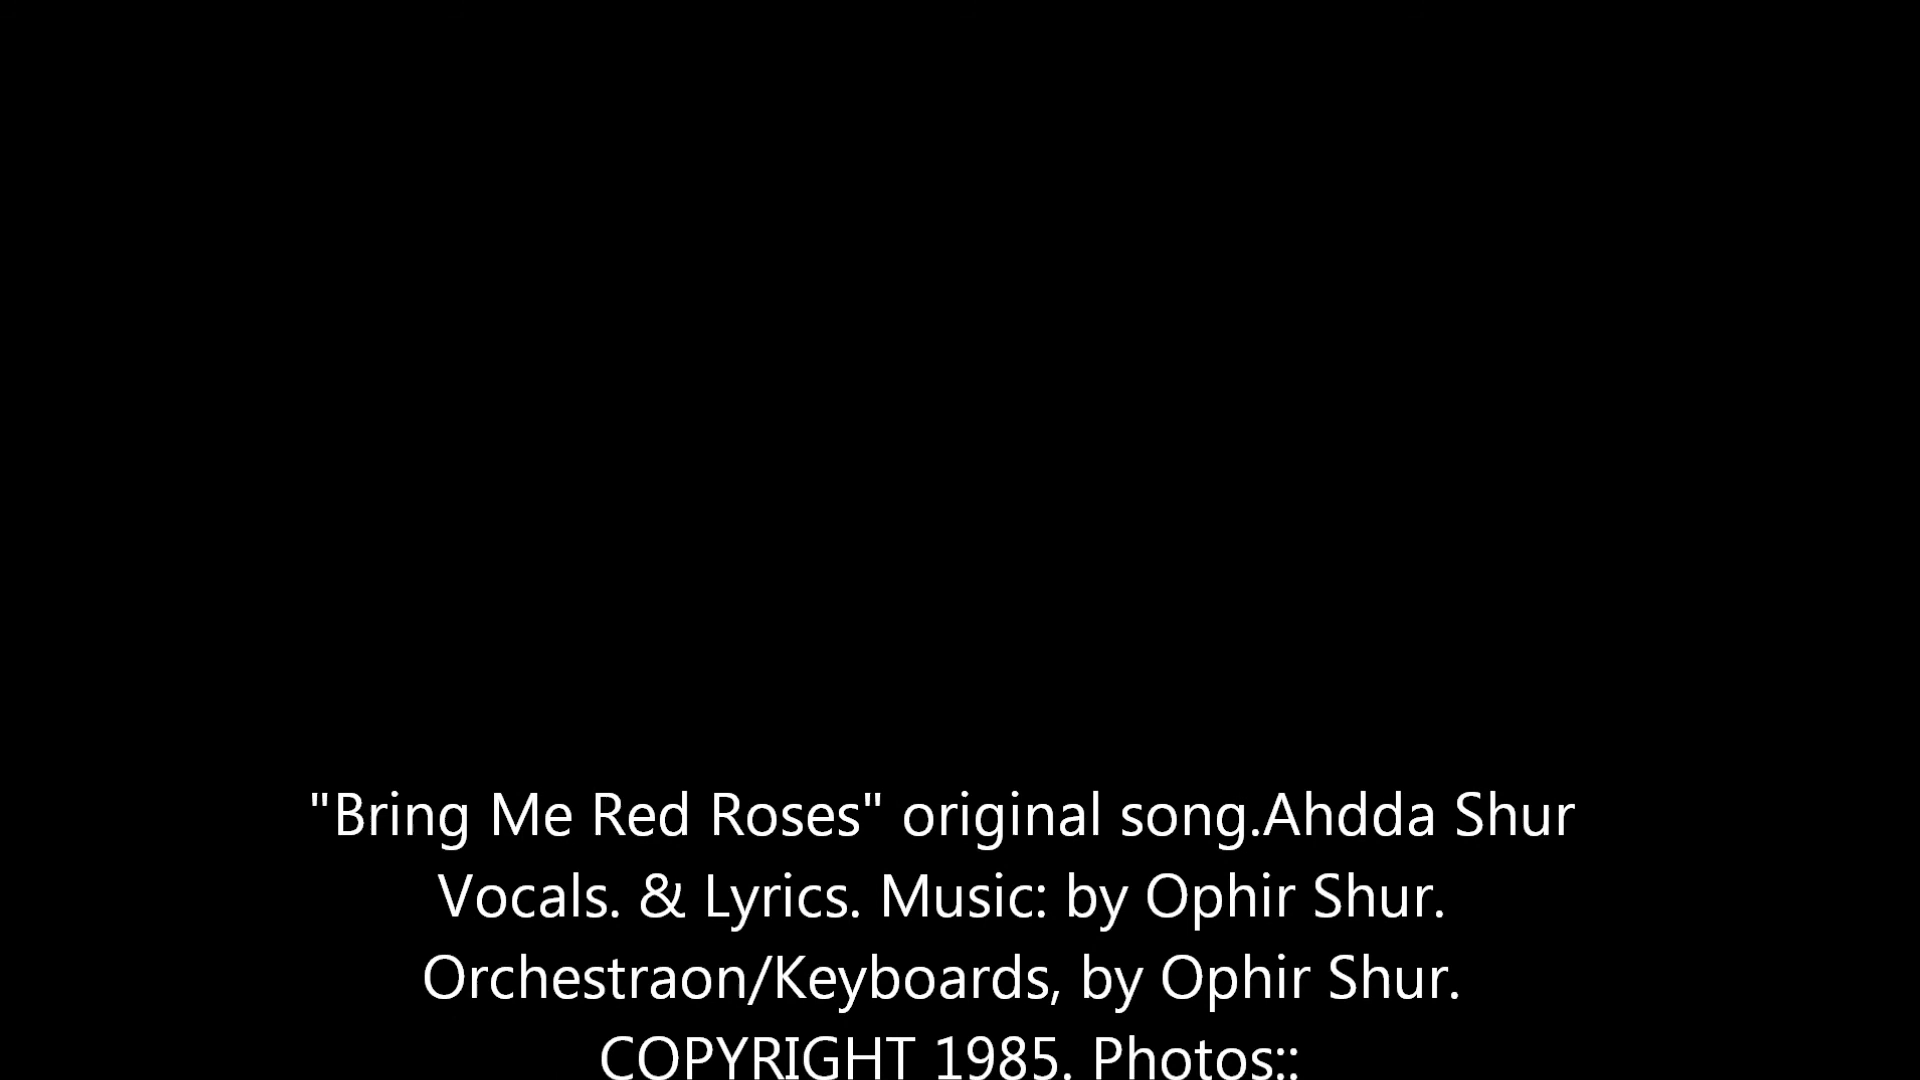 "Bring Me Red Roses" original song.Ahdda Shur
Vocals. & Lyrics. Music: by Ophir Shur.
Orchestraon/Keyboards, by Ophir Shur.
COPYRIGHT 1985. Photos::